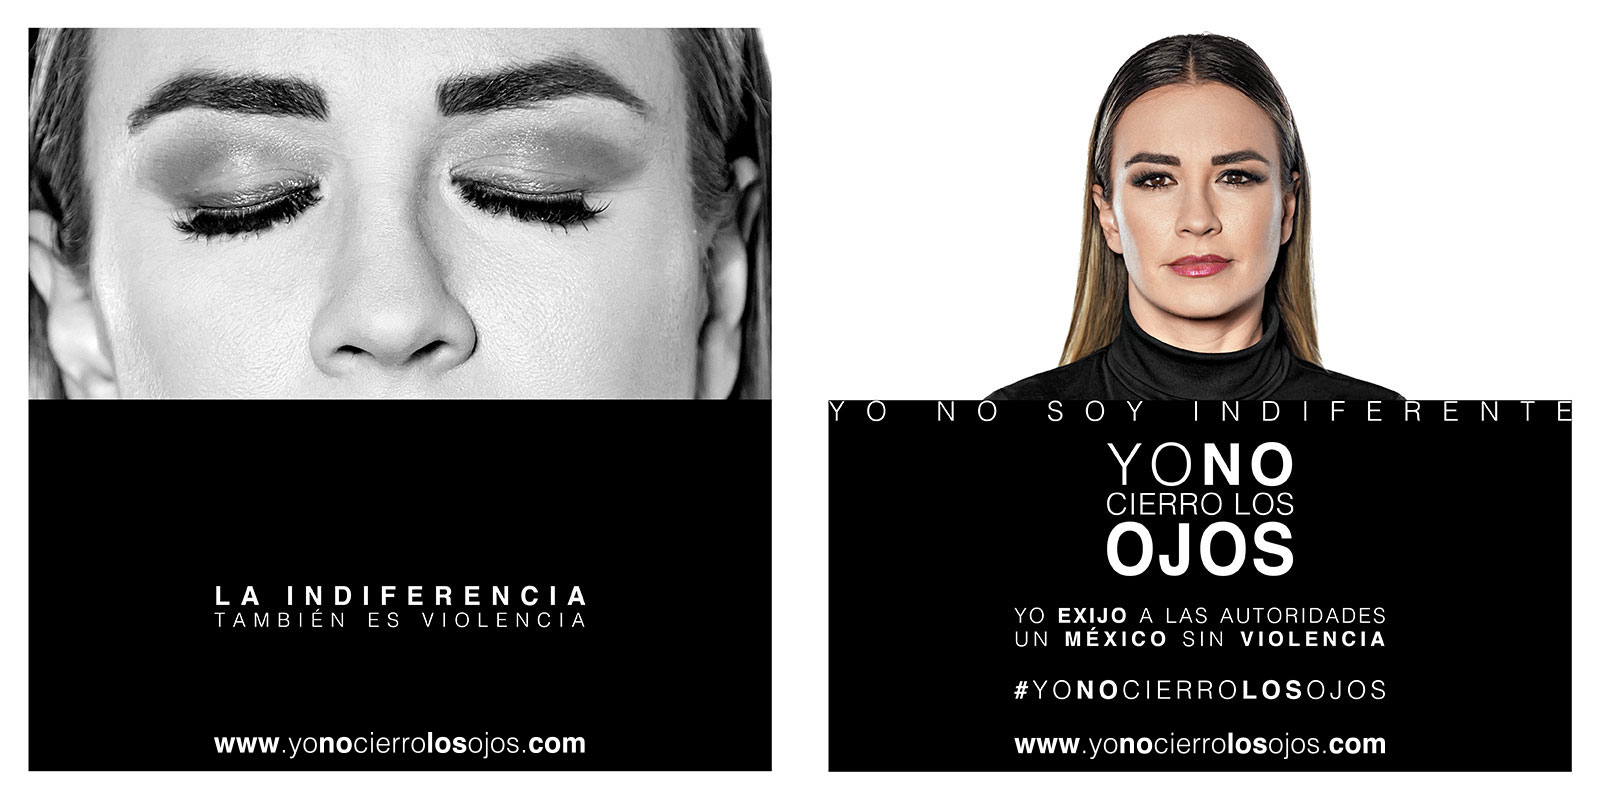 LA INDIFERENCIA
TAMBIÉN ES VIOLENCIA
www.yonocierrolosojos.com
YO NO SOY INDIFERENTE
YONO
CIERRO LOS
OJOS
YO EXIJO A LAS AUTORIDADES
UN MÉXICO SIN VIOLENCIA
#YONOCIERROLOSOJOS
www.yonocierrolosojos.com